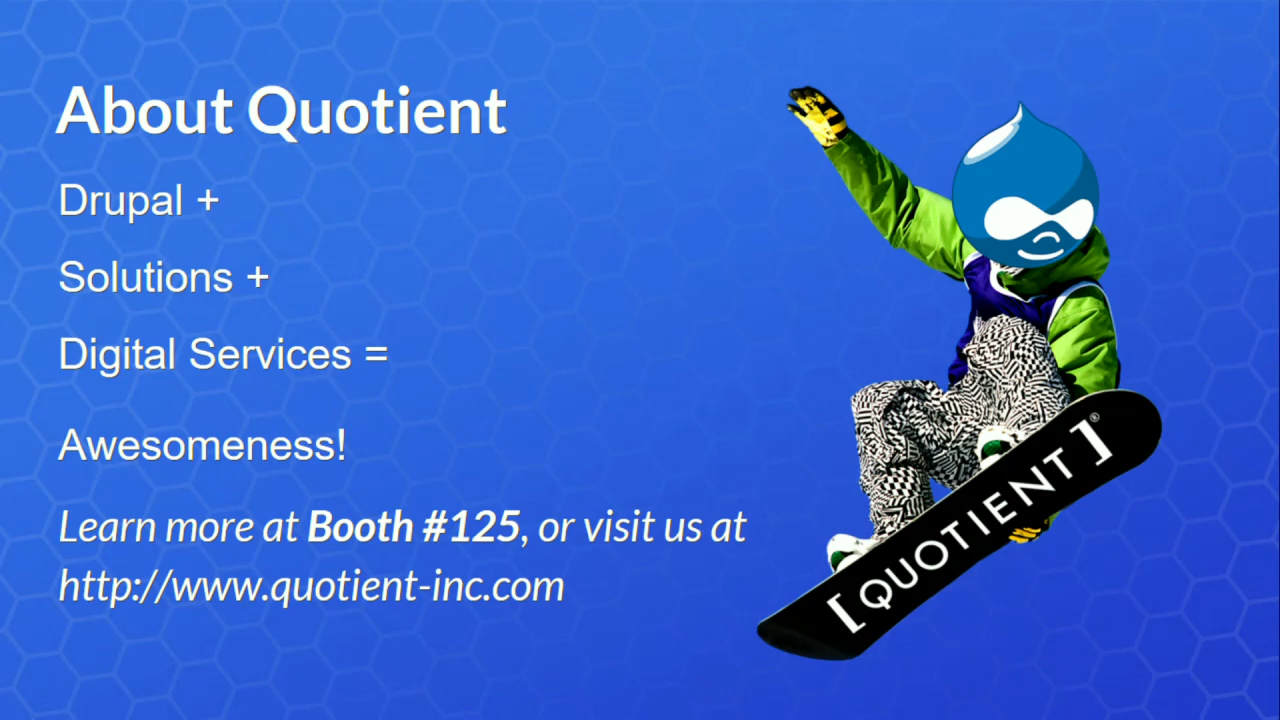 About Quotient
Drupal +
Solutions +
Digital Services =
Awesomeness!
Learn more at Booth #125, or visit us at
http://www.quotient-inc.com
[QUOTIENT]®